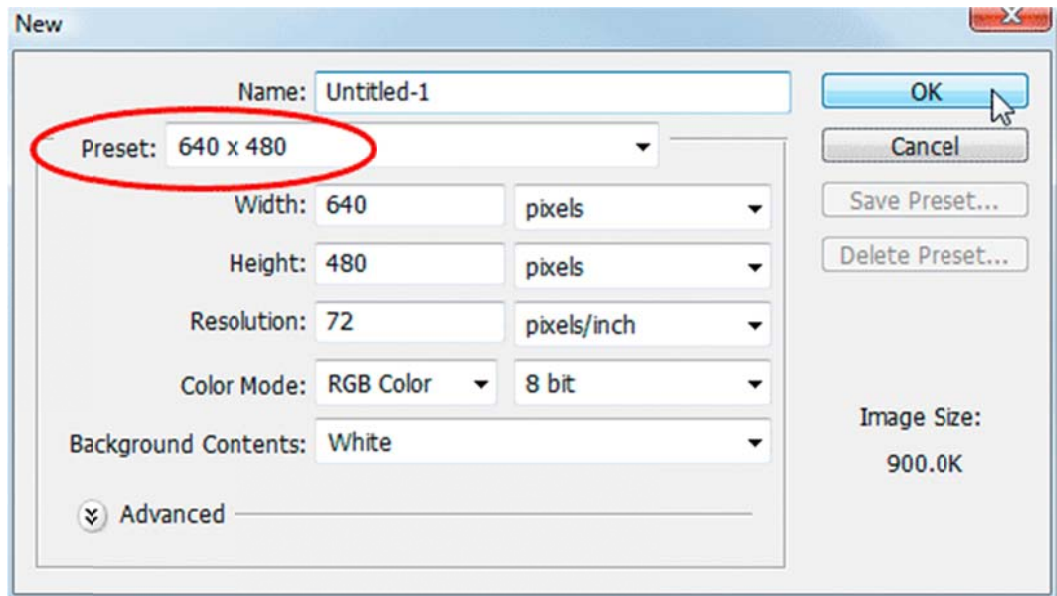 New
Name: Untitled-1
OK
Preset: 640 x 480
Cancel
Width: 640 pixels
Save Preset...
Height: 480 pixels
Delete Preset...
Resolution: 72 pixels/inch
Color Mode: RGB Color 8 bit
Image Size:
Background Contents: White
900.0K
Advanced